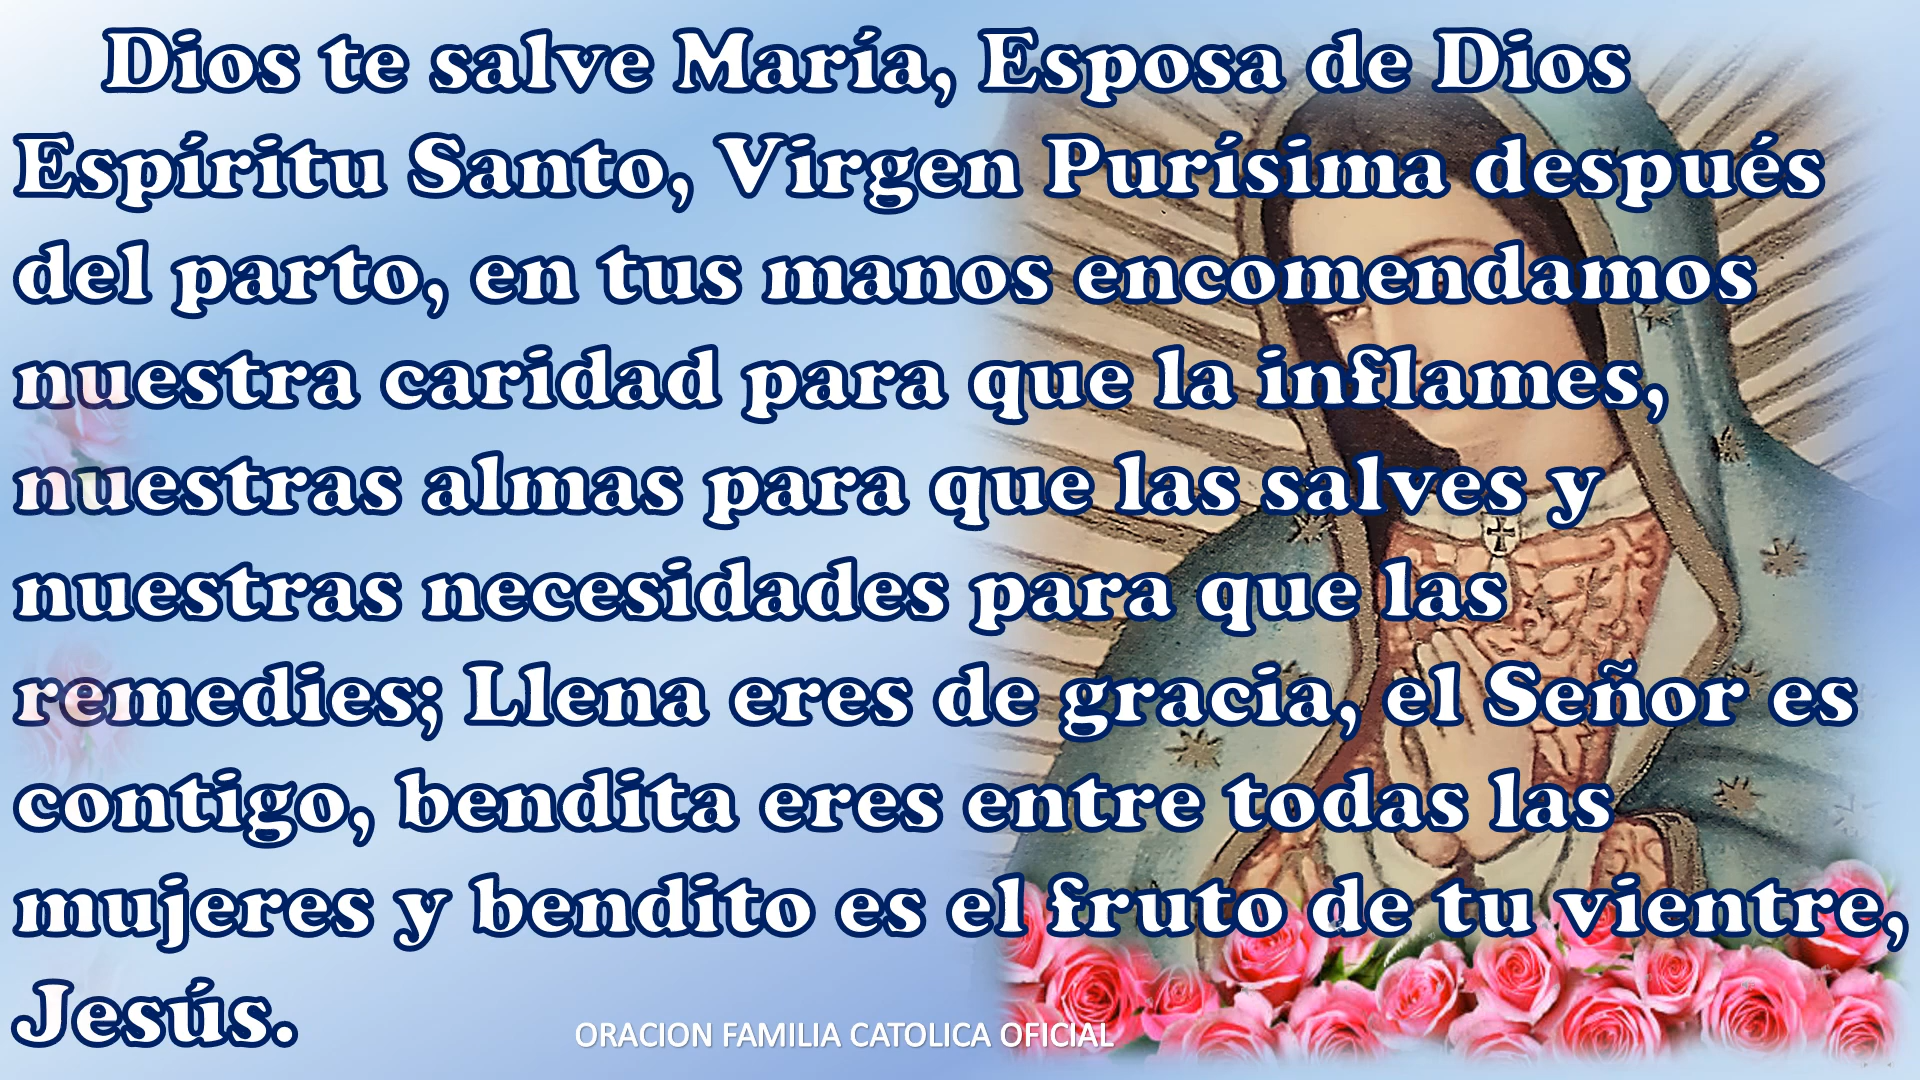 Dios te salve María, Esposa de Dios
Espíritu Santo, Virgen Purísima después
del parto, en tus manos encomendamos
nuestra caridad para que la inflames,
nuestras almas para que las salves y
nuestras necesidades para que las
remedies; Llena eres de gracia, el Señor es
contigo, bendita eres entre todas las
mujeres y bendito es el fruto de tu vientre,
Jesús.
ORACION FAMILIA CATOLICA OFICIAL